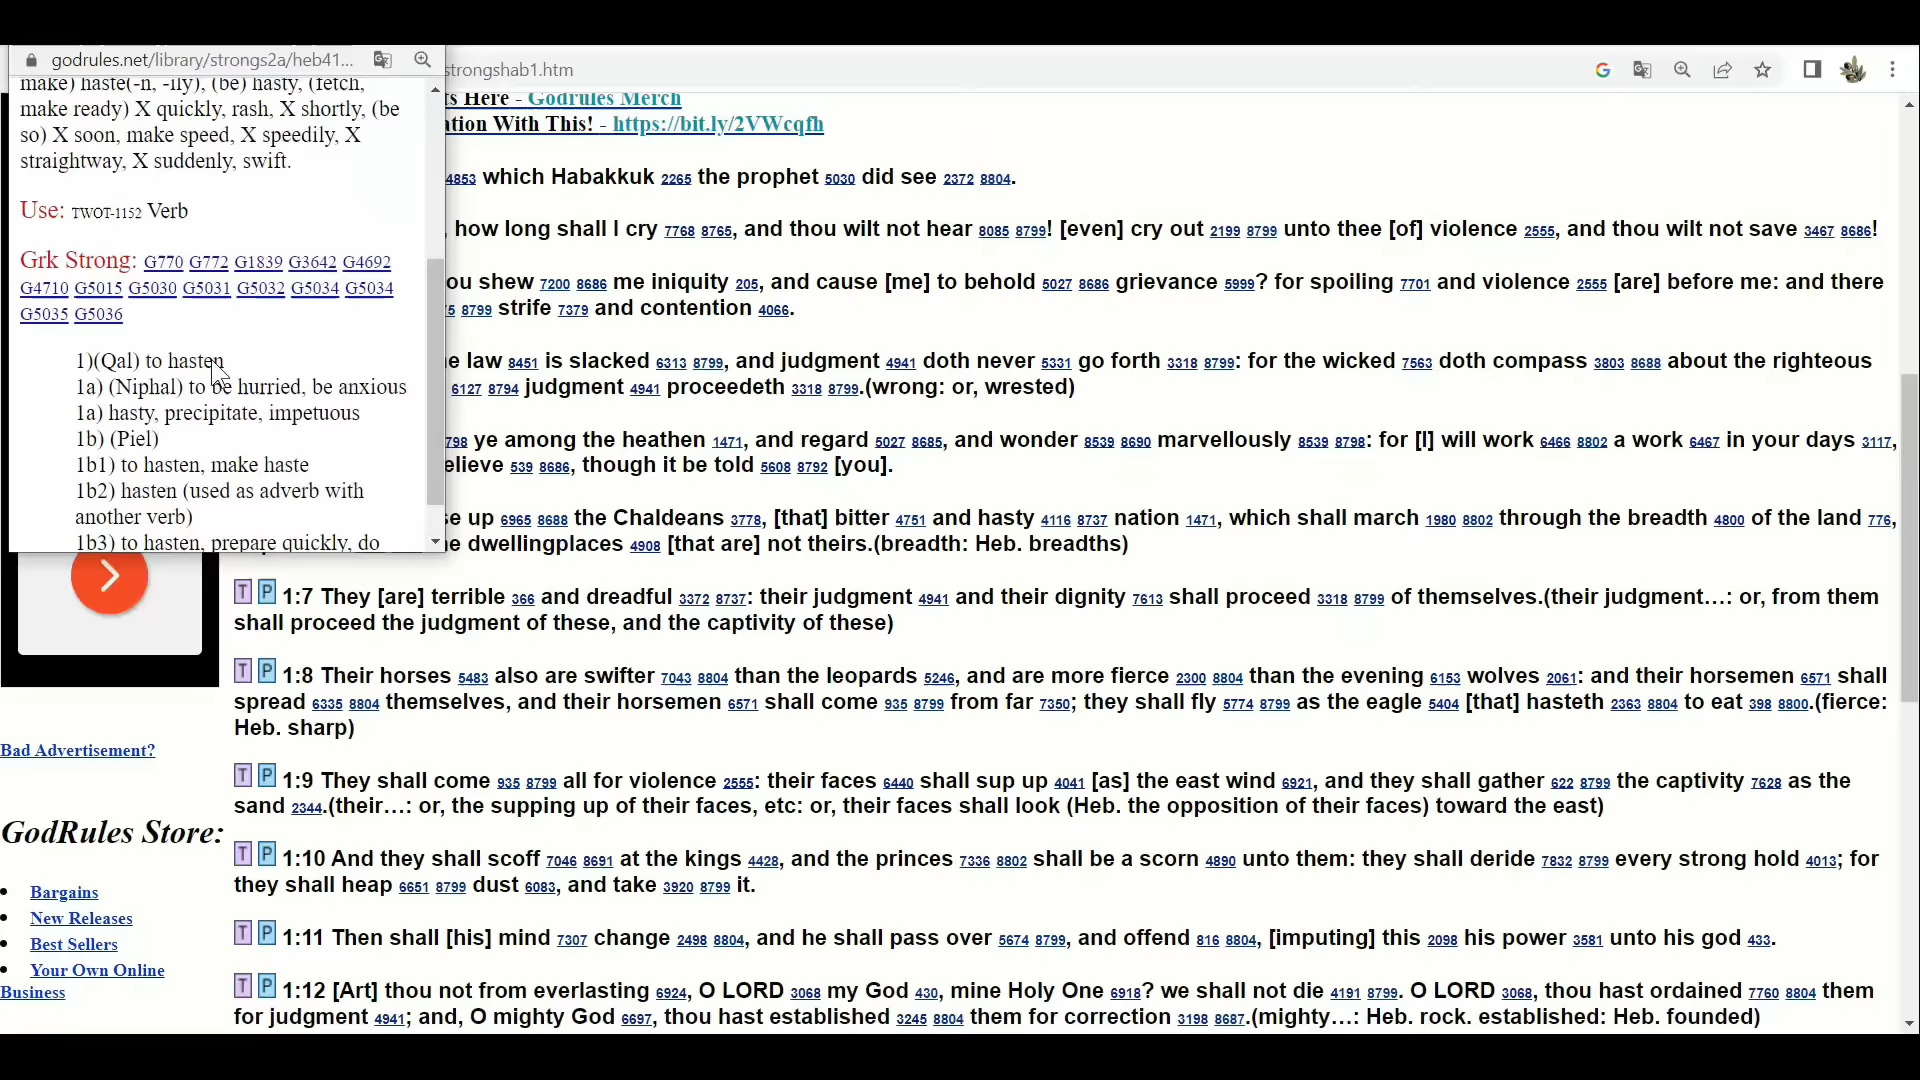 godrules.net/library/strongs2a/heb41...
make) haste(-n, -ily), (be) hasty, (fetch,
make ready) X quickly, rash, X shortly, (be
so) X soon, make speed, X speedily, X
straightway, X suddenly, swift.
Use: TWOT-1152 Verb
Grk Strong: G770 G772 G1839 G3642 G4692
G4710 G5015 G5030 G5031 G5032 G5034 G5034
G5035 G5036
1)(Qal) to hasten
1a) (Niphal) to be hurried, be anxious
1a) hasty, precipitate, impetuous
1b) (Piel)
1b1) to hasten, make haste
1b2) hasten (used as adverb with
another verb)
1b3) to hasten, prepare quickly, do
strongshab1.htm
ts Here - Godrules Merch
ation With This! - https://bit.ly/2VWcqfh
4853 which Habakkuk 2265 the prophet 5030 did see 2372 8804.
, how long shall I cry 7768 8765, and thou wilt not hear 8085 8799! [even] cry out 2199 8799 unto thee [of] violence 2555, and thou wilt not save 3467 8686!
ou shew 7200 8686 me iniquity 205, and cause [me] to behold 5027 8686 grievance 5999? for spoiling 7701 and violence 2555 [are] before me: and there
5 8799 strife 7379 and contention 4066.
e law 8451 is slacked 6313 8799, and judgment 4941 doth never 5331 go forth 3318 8799: for the wicked 7563 doth compass 3803 8688 about the righteous
6127 8794 judgment 4941 proceedeth 3318 8799.(wrong: or, wrested)
798 ye among the heathen 1471, and regard 5027 8685, and wonder 8539 8690 marvellously 8539 8798: for [I] will work 6466 8802 a work 6467 in your days 3117,
elieve 539 8686, though it be told 5608 8792 [you].
se up 6965 8688 the Chaldeans 3778, [that] bitter 4751 and hasty 4116 8737 nation 1471, which shall march 1980 8802 through the breadth 4800 of the land 776,
e dwellingplaces 4908 [that are] not theirs.(breadth: Heb. breadths)
T P 1:7 They [are] terrible 366 and dreadful 3372 8737: their judgment 4941 and their dignity 7613 shall proceed 3318 8799 of themselves.(their judgment...: or, from them
shall proceed the judgment of these, and the captivity of these)
T P 1:8 Their horses 5483 also are swifter 7043 8804 than the leopards 5246, and are more fierce 2300 8804 than the evening 6153 wolves 2061: and their horsemen 6571 shall
spread 6335 8804 themselves, and their horsemen 6571 shall come 935 8799 from far 7350; they shall fly 5774 8799 as the eagle 5404 [that] hasteth 2363 8804 to eat 398 8800.(fierce:
Heb. sharp)
T P 1:9 They shall come 935 8799 all for violence 2555: their faces 6440 shall sup up 4041 [as] the east wind 6921, and they shall gather 622 8799 the captivity 7628 as the
sand 2344.(their...: or, the supping up of their faces, etc: or, their faces shall look (Heb. the opposition of their faces) toward the east)
T P 1:10 And they shall scoff 7046 8691 at the kings 4428, and the princes 7336 8802 shall be a scorn 4890 unto them: they shall deride 7832 8799 every strong hold 4013; for
they shall heap 6651 8799 dust 6083, and take 3920 8799 it.
T P 1:11 Then shall [his] mind 7307 change 2498 8804, and he shall pass over 5674 8799, and offend 816 8804, [imputing] this 2098 his power 3581 unto his god 433.
T P 1:12 [Art] thou not from everlasting 6924, O LORD 3068 my God 430, mine Holy One 6918? we shall not die 4191 8799. O LORD 3068, thou hast ordained 7760 8804 them
for judgment 4941; and, O mighty God 6697, thou hast established 3245 8804 them for correction 3198 8687.(mighty...: Heb. rock. established: Heb. founded)
Bad Advertisement?
GodRules Store:
Bargains
New Releases
Best Sellers
Your Own Online
Business